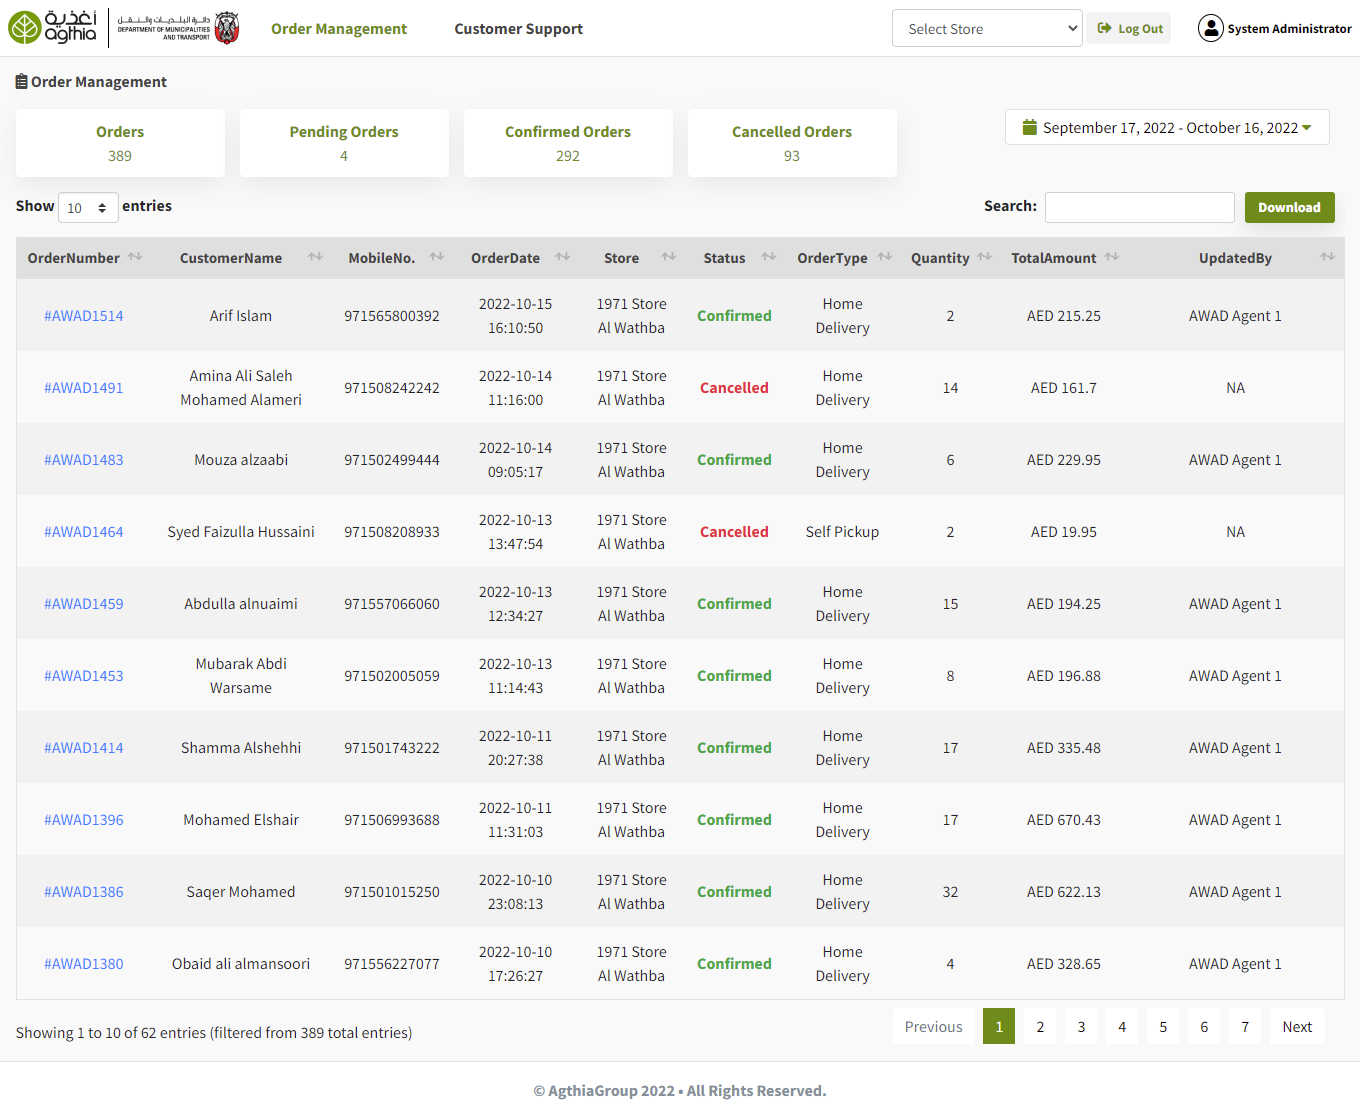 أغذية
agthia
دائرة البلديات والنقل
DEPARTMENT OF MUNICIPALITIES
AND TRANSPORT
Order Management
Customer Support
Select Store
Log Out
System Administrator
Order Management
Orders
389
Pending Orders
4
Confirmed Orders
292
Cancelled Orders
93
September 17, 2022 - October 16, 2022
Show 10 entries
Search:
Download
OrderNumber CustomerName MobileNo. OrderDate Store Status OrderType Quantity TotalAmount UpdatedBy
#AWAD1514 Arif Islam 971565800392 2022-10-15 16:10:50 1971 Store Al Wathba Confirmed Home Delivery 2 AED 215.25 AWAD Agent 1
#AWAD1491 Amina Ali Saleh Mohamed Alameri 971508242242 2022-10-14 11:16:00 1971 Store Al Wathba Cancelled Home Delivery 14 AED 161.7 NA
#AWAD1483 Mouza alzaabi 971502499444 2022-10-14 09:05:17 1971 Store Al Wathba Confirmed Home Delivery 6 AED 229.95 AWAD Agent 1
#AWAD1464 Syed Faizulla Hussaini 971508208933 2022-10-13 13:47:54 1971 Store Al Wathba Cancelled Self Pickup 2 AED 19.95 NA
#AWAD1459 Abdulla alnuaimi 971557066060 2022-10-13 12:34:27 1971 Store Al Wathba Confirmed Home Delivery 15 AED 194.25 AWAD Agent 1
#AWAD1453 Mubarak Abdi Warsame 971502005059 2022-10-13 11:14:43 1971 Store Al Wathba Confirmed Home Delivery 8 AED 196.88 AWAD Agent 1
#AWAD1414 Shamma Alshehhi 971501743222 2022-10-11 20:27:38 1971 Store Al Wathba Confirmed Home Delivery 17 AED 335.48 AWAD Agent 1
#AWAD1396 Mohamed Elshair 971506993688 2022-10-11 11:31:03 1971 Store Al Wathba Confirmed Home Delivery 17 AED 670.43 AWAD Agent 1
#AWAD1386 Saqer Mohamed 971501015250 2022-10-10 23:08:13 1971 Store Al Wathba Confirmed Home Delivery 32 AED 622.13 AWAD Agent 1
#AWAD1380 Obaid ali almansoori 971556227077 2022-10-10 17:26:27 1971 Store Al Wathba Confirmed Home Delivery 4 AED 328.65 AWAD Agent 1
Showing 1 to 10 of 62 entries (filtered from 389 total entries)
Previous 1 2 3 4 5 6 7 Next
© AgthiaGroup 2022 • All Rights Reserved.